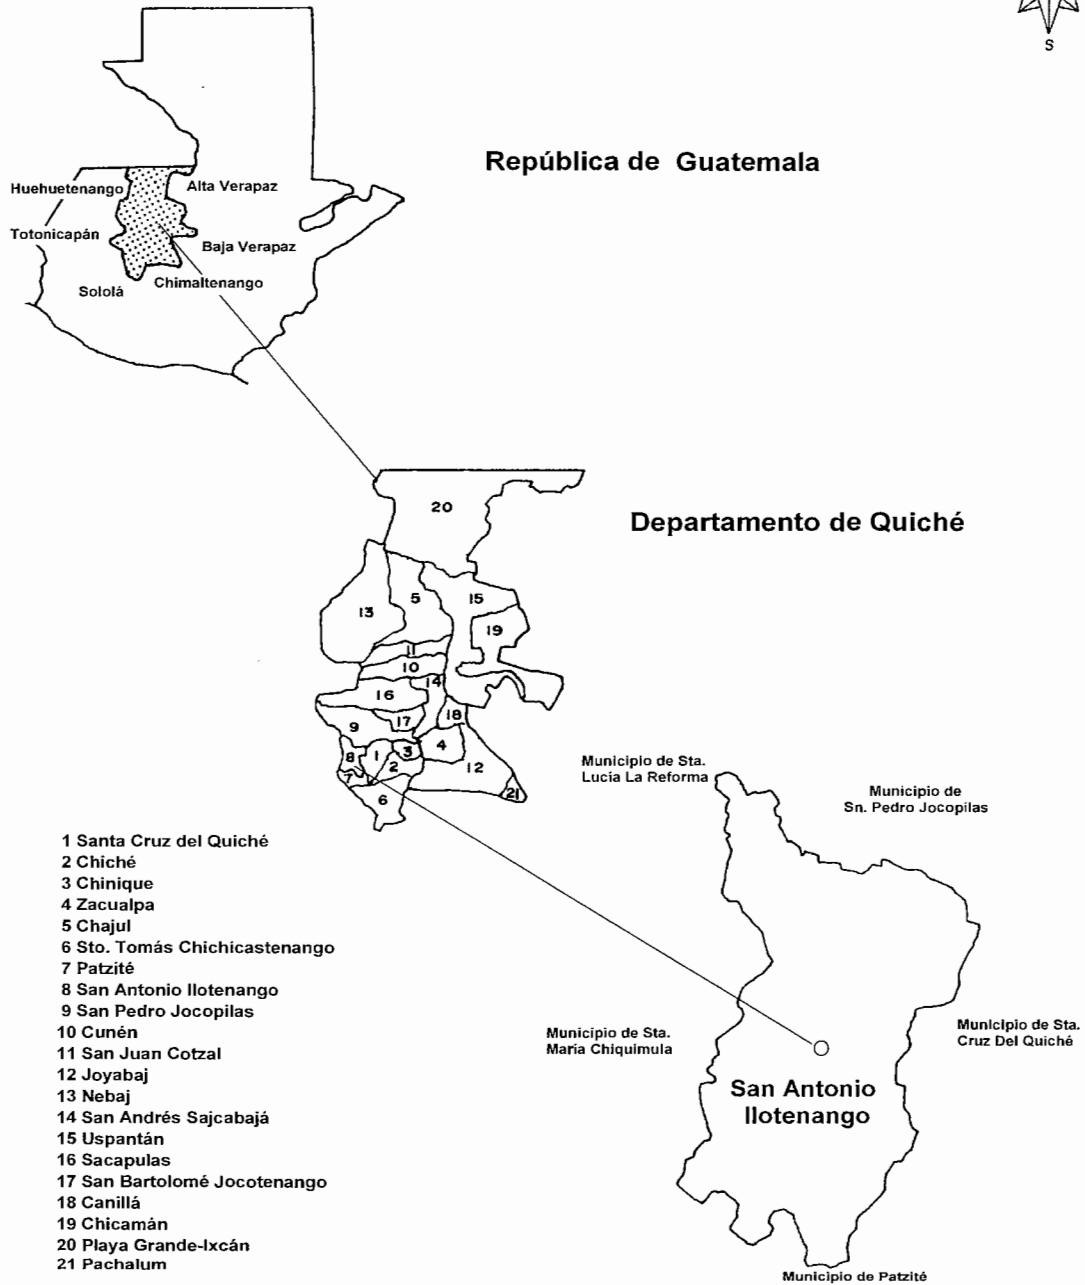 S
República de Guatemala
Huehuetenango
Alta Verapaz
Totonicapán
Baja Verapaz
Chimaltenango
Sololá
Departamento de Quiché
20
13
5
15
19
11
10
14
16
17
18
9
8
1
3
4
2
12
7
6
21
Municipio de Sta.
Lucía La Reforma
Municipio de
Sn. Pedro Jocopilas
Municipio de Sta.
María Chiquimula
Municipio de Sta.
Cruz Del Quiché
San Antonio
Ilotenango
Municipio de Patzité
1 Santa Cruz del Quiché
2 Chiché
3 Chinique
4 Zacualpa
5 Chajul
6 Sto. Tomás Chichicastenango
7 Patzité
8 San Antonio Ilotenango
9 San Pedro Jocopilas
10 Cunén
11 San Juan Cotzal
12 Joyabaj
13 Nebaj
14 San Andrés Sajcabajá
15 Uspantán
16 Sacapulas
17 San Bartolomé Jocotenango
18 Canillá
19 Chicamán
20 Playa Grande-Ixcán
21 Pachalum